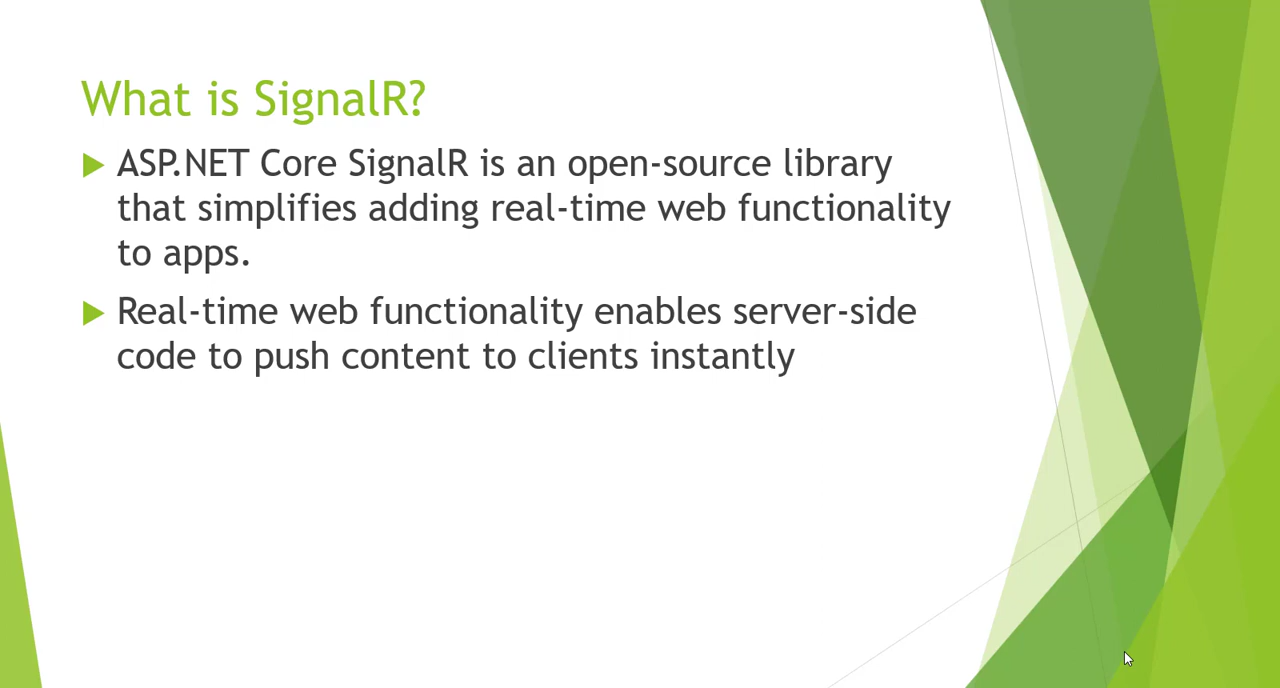 What is SignalR?
ASP.NET Core SignalR is an open-source library
that simplifies adding real-time web functionality
to apps.
Real-time web functionality enables server-side
code to push content to clients instantly